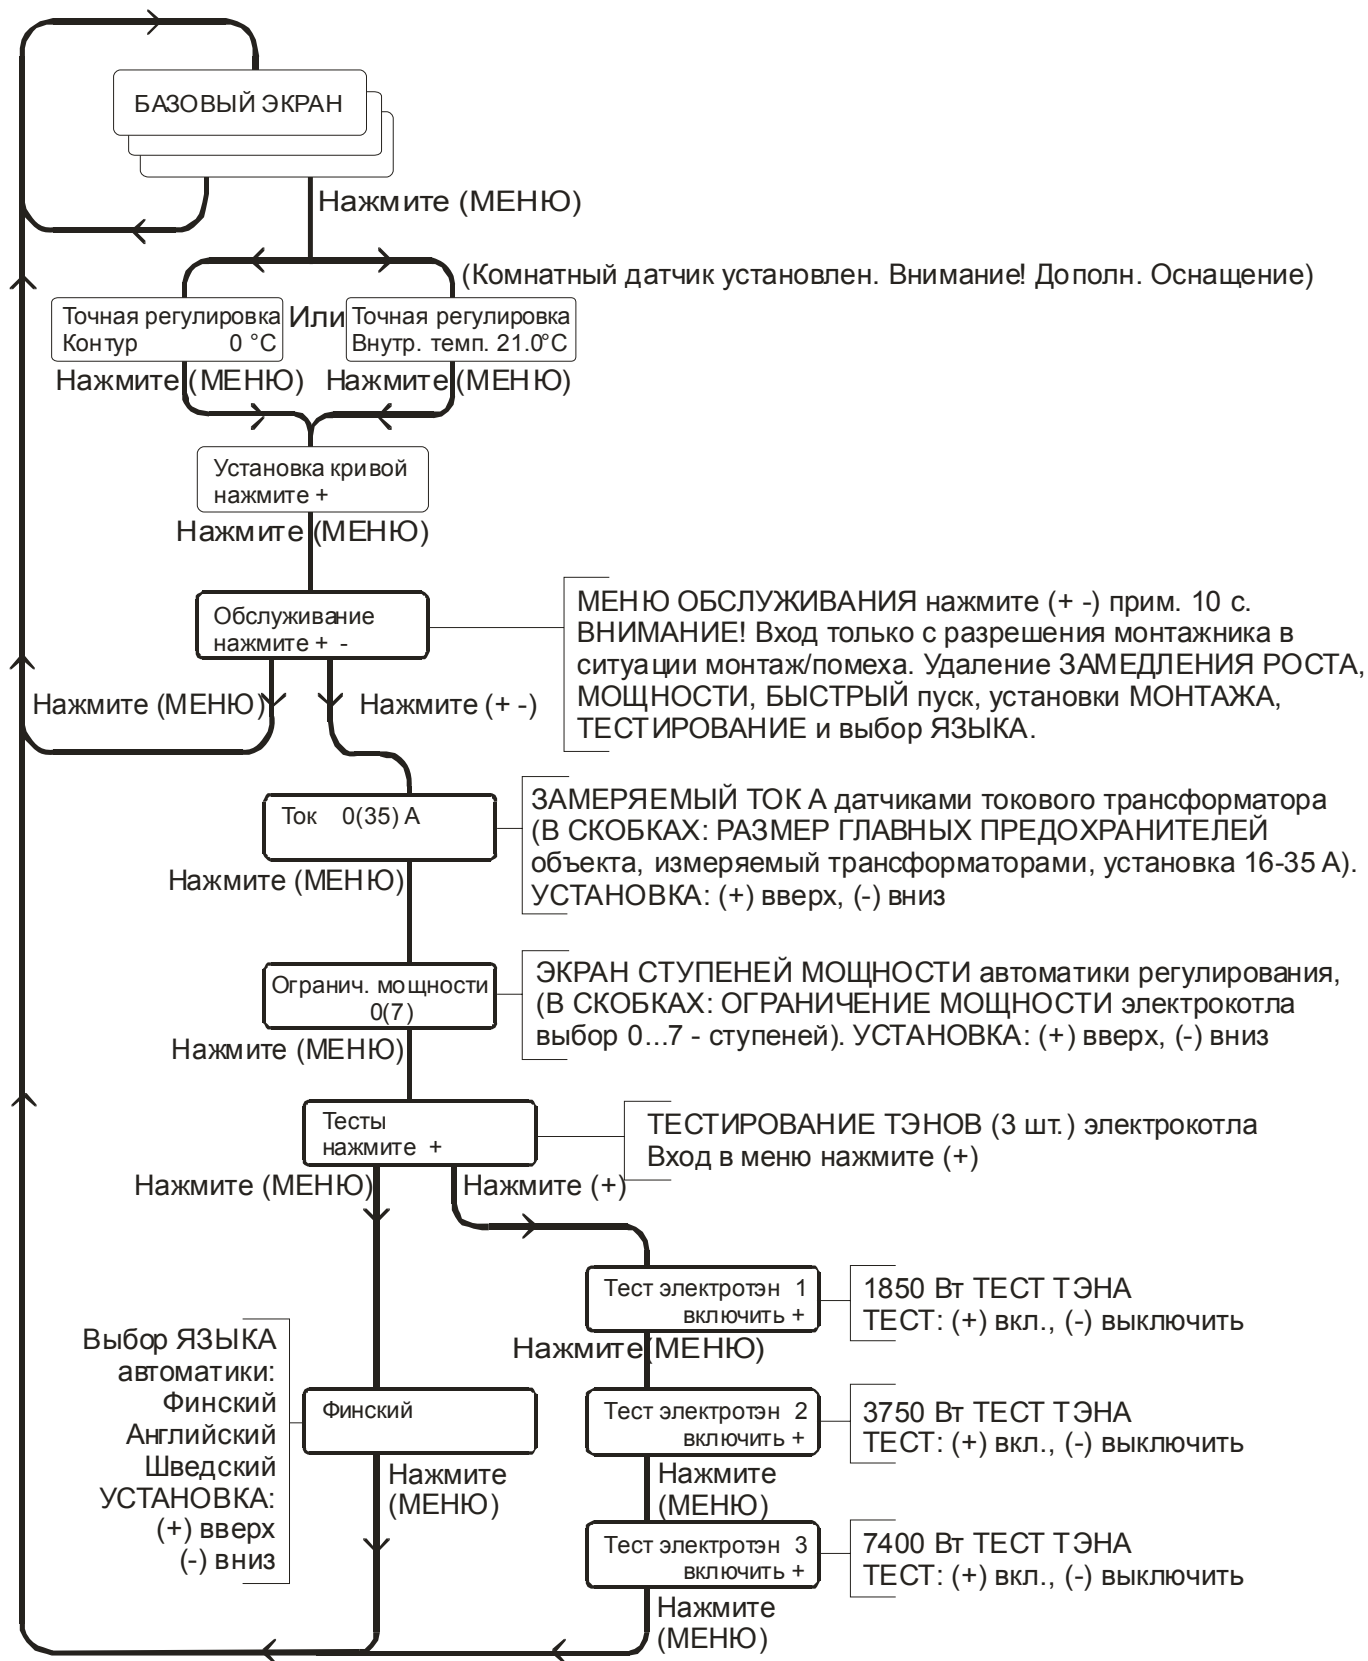 БАЗОВЫЙ ЭКРАН
Нажмите (МЕНЮ)
(Комнатный датчик установлен. Внимание! Дополн. Оснащение)
Точная регулировка
Контур 0 °C
Или
Точная регулировка
Внутр. темп. 21.0°C
Нажмите (МЕНЮ)
Нажмите (МЕНЮ)
Установка кривой
нажмите +
Нажмите (МЕНЮ)
Обслуживание
нажмите + -
МЕНЮ ОБСЛУЖИВАНИЯ нажмите (+ -) прим. 10 с.
ВНИМАНИЕ! Вход только с разрешения монтажника в
ситуации монтаж/помеха. Удаление ЗАМЕДЛЕНИЯ РОСТА,
МОЩНОСТИ, БЫСТРЫЙ пуск, установки МОНТАЖА,
ТЕСТИРОВАНИЕ и выбор ЯЗЫКА.
Нажмите (МЕНЮ)
Нажмите (+ -)
Ток 0(35) А
ЗАМЕРЯЕМЫЙ ТОК А датчиками токового трансформатора
(В СКОБКАХ: РАЗМЕР ГЛАВНЫХ ПРЕДОХРАНИТЕЛЕЙ
объекта, измеряемый трансформаторами, установка 16-35 А).
УСТАНОВКА: (+) вверх, (-) вниз
Нажмите (МЕНЮ)
Огранич. мощности
0(7)
ЭКРАН СТУПЕНЕЙ МОЩНОСТИ автоматики регулирования,
(В СКОБКАХ: ОГРАНИЧЕНИЕ МОЩНОСТИ электрокотла
выбор 0...7 - ступеней). УСТАНОВКА: (+) вверх, (-) вниз
Нажмите (МЕНЮ)
Тесты
нажмите +
ТЕСТИРОВАНИЕ ТЭНОВ (3 шт.) электрокотла
Вход в меню нажмите (+)
Нажмите (МЕНЮ)
Нажмите (+)
Тест электротэн 1
включить +
1850 Вт ТЕСТ ТЭНА
ТЕСТ: (+) вкл., (-) выключить
Нажмите (МЕНЮ)
Выбор ЯЗЫКА
автоматики:
Финский
Английский
Шведский
УСТАНОВКА:
(+) вверх
(-) вниз
Финский
Нажмите
(МЕНЮ)
Тест электротэн 2
включить +
3750 Вт ТЕСТ ТЭНА
ТЕСТ: (+) вкл., (-) выключить
Нажмите
(МЕНЮ)
Тест электротэн 3
включить +
7400 Вт ТЕСТ ТЭНА
ТЕСТ: (+) вкл., (-) выключить
Нажмите
(МЕНЮ)